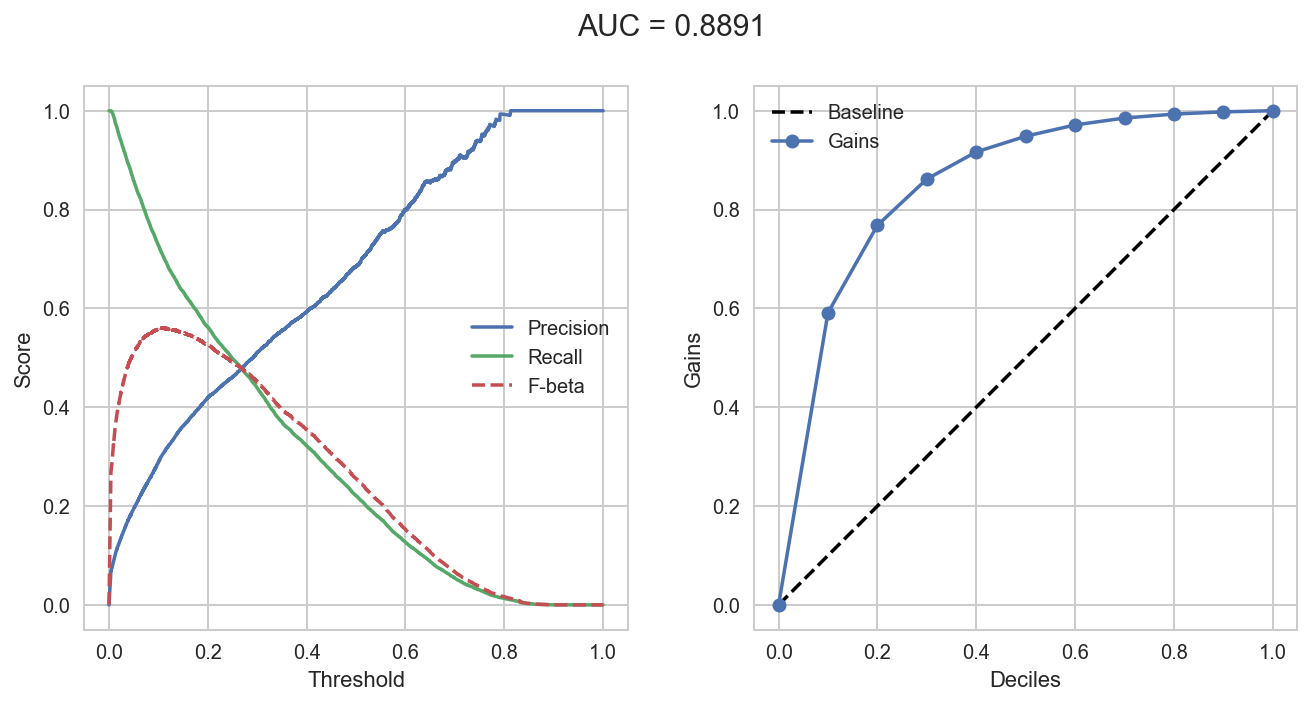 AUC = 0.8891
1.0
0.8
0.6
0.4
0.2
0.0
Score
Precision
Recall
F-beta
0.0 0.2 0.4 0.6 0.8 1.0
Threshold
1.0
0.8
0.6
0.4
0.2
0.0
Gains
Baseline
Gains
0.0 0.2 0.4 0.6 0.8 1.0
Deciles